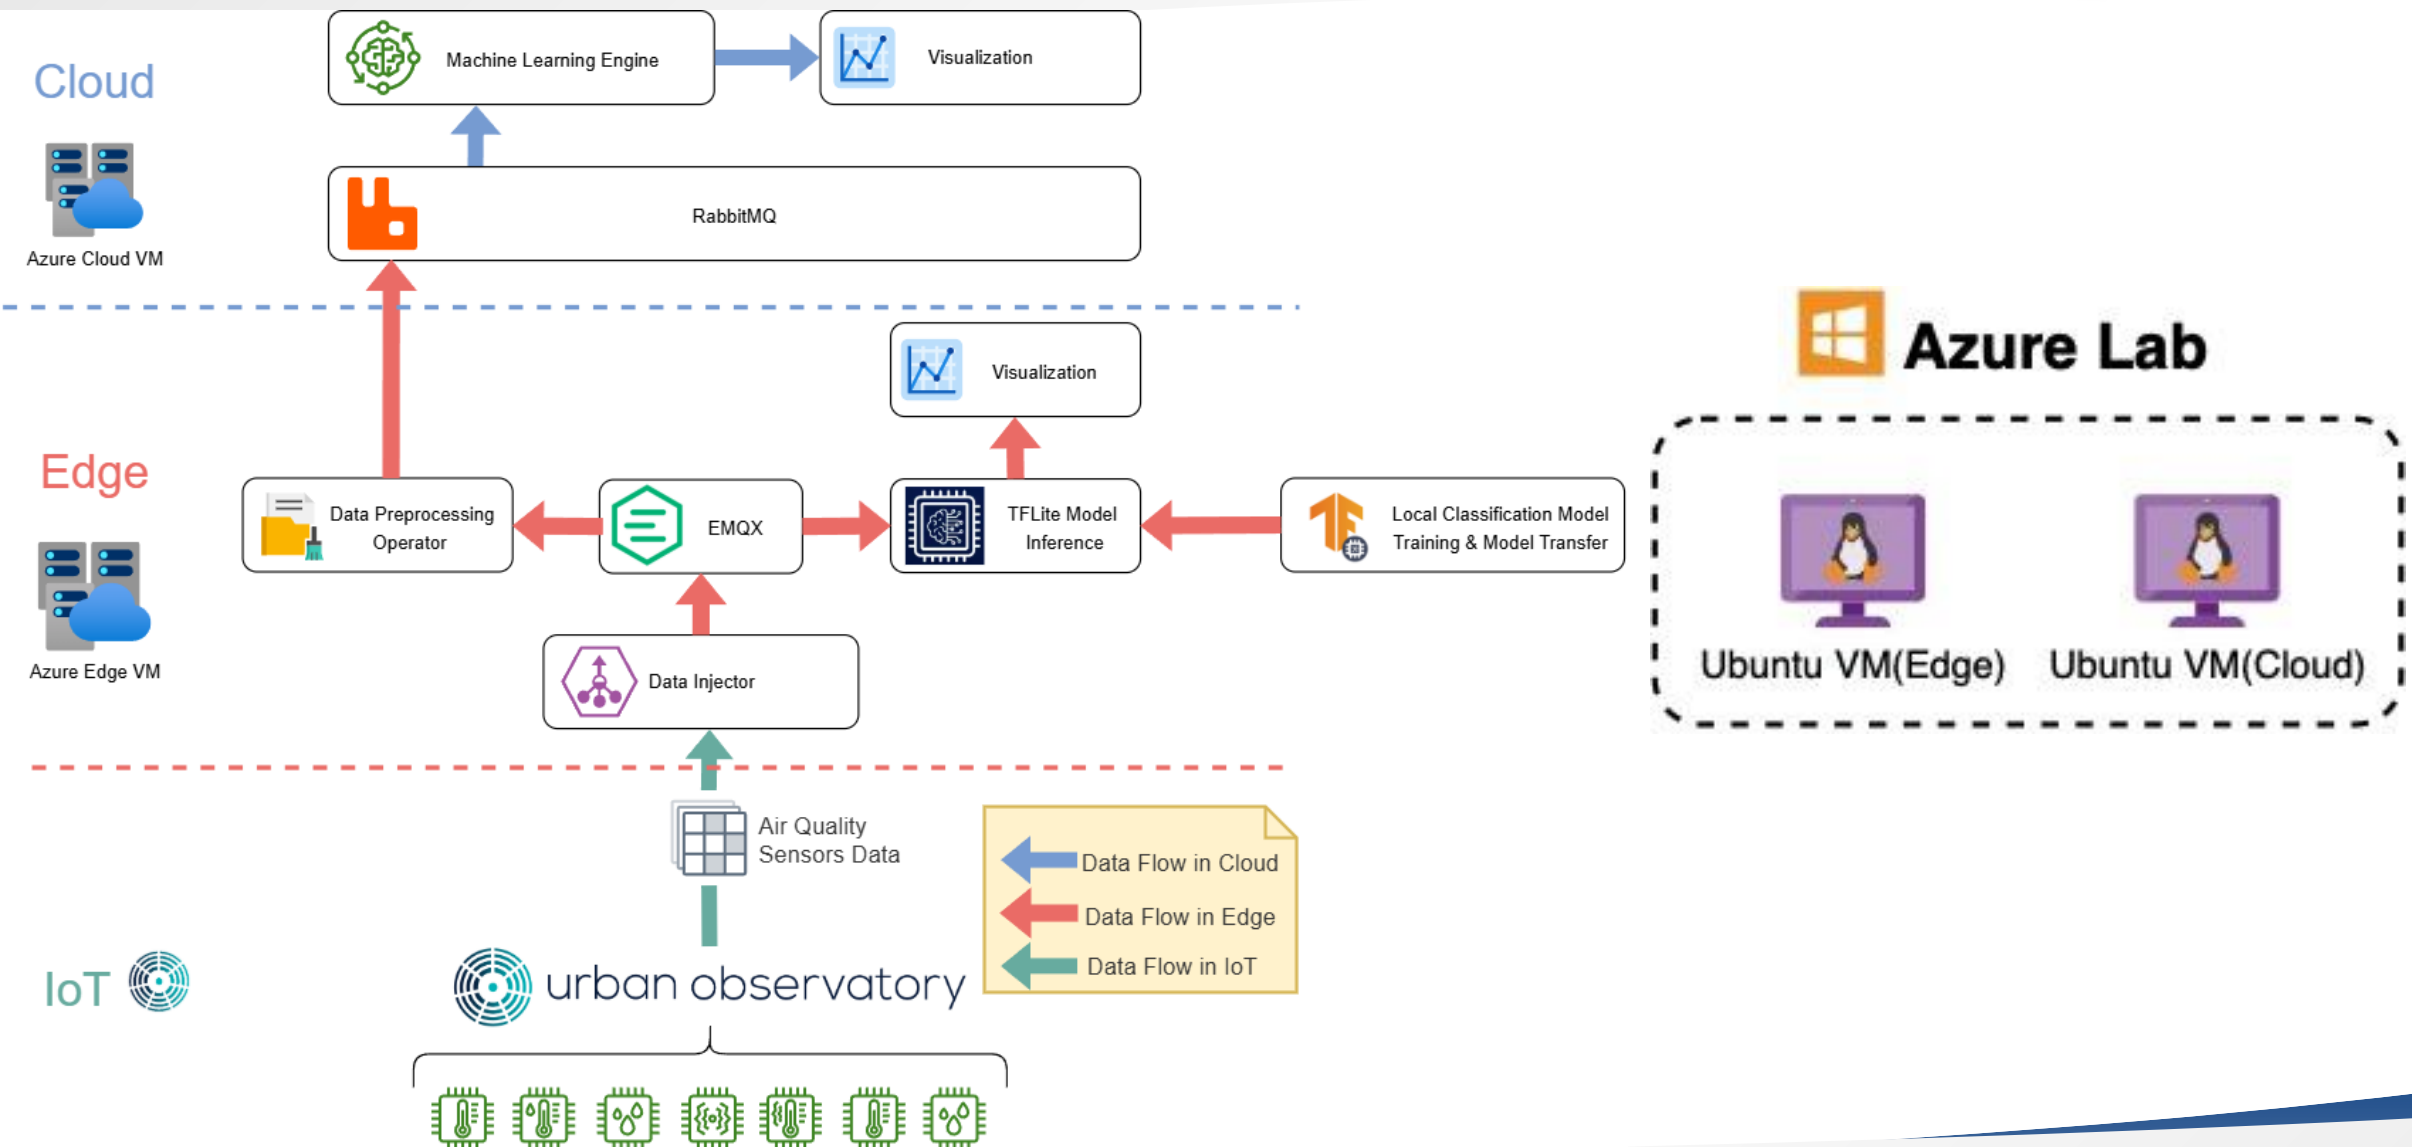 Cloud
Machine Learning Engine
Visualization
RabbitMQ
Azure Cloud VM
Visualization
Azure Lab
Edge
Data Preprocessing
Operator
EMQX
TFLite Model
Inference
Local Classification Model
Training & Model Transfer
Azure Edge VM
Data Injector
Ubuntu VM(Edge)
Ubuntu VM(Cloud)
Air Quality
Sensors Data
Data Flow in Cloud
Data Flow in Edge
Data Flow in IoT
IoT
urban observatory